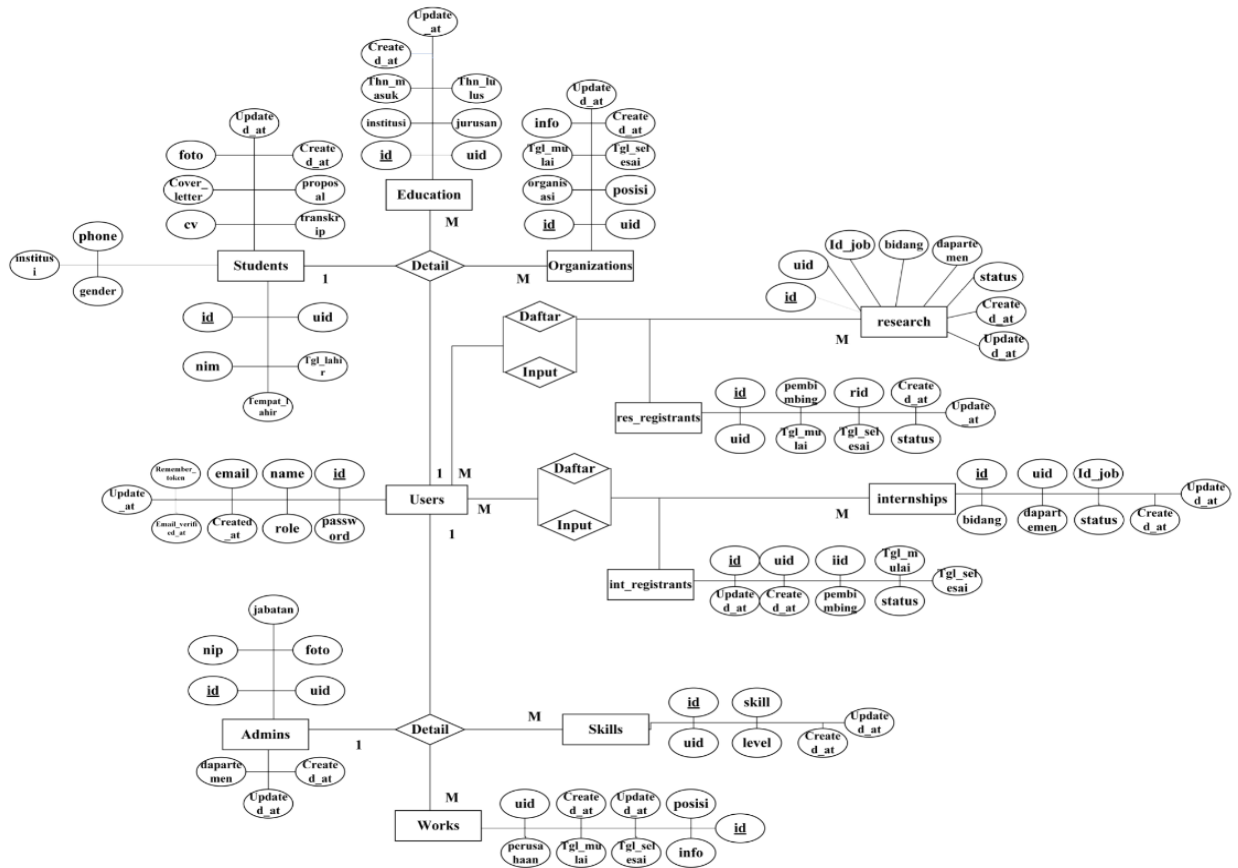 Update
_at
Create
d_at
Thn_m
asuk
Thn_lu
lus
institusi
jurusan
id
uid
Education
M
Update
d_at
info
Create
d_at
Tgl_mu
lai
Tgl_sel
esai
organis
asi
posisi
id
uid
Organizations
M
Update
d_at
foto
Create
d_at
Cover_
letter
propos
al
cv
transkr
ip
phone
institus
i
gender
Students
1
Detail
id
uid
nim
Tgl_lahi
r
Tempat_l
ahir
Id_job
bidang
daparte
men
uid
status
id
Create
d_at
Update
d_at
research
M
Daftar
Input
res_registrants
id
pembi
mbing
rid
Create
d_at
Update
_at
uid
Tgl_mu
lai
Tgl_sel
esai
status
Remember_
token
email
name
id
Update
_at
Email_verifi
ed_at
Created
_at
role
passw
ord
Users
1
M
M
1
Daftar
Input
internships
M
id
uid
Id_job
Update
d_at
bidang
dapart
emen
status
Create
d_at
int_registrants
id
uid
iid
Tgl_m
ulai
Tgl_sel
esai
Update
d_at
Create
d_at
pembi
mbing
status
jabatan
nip
foto
id
uid
Admins
1
Detail
daparte
men
Create
d_at
Update
d_at
M
Skills
id
skill
Update
d_at
uid
level
Create
d_at
M
Works
uid
Create
d_at
Update
d_at
posisi
id
perusa
haan
Tgl_mu
lai
Tgl_sel
esai
info